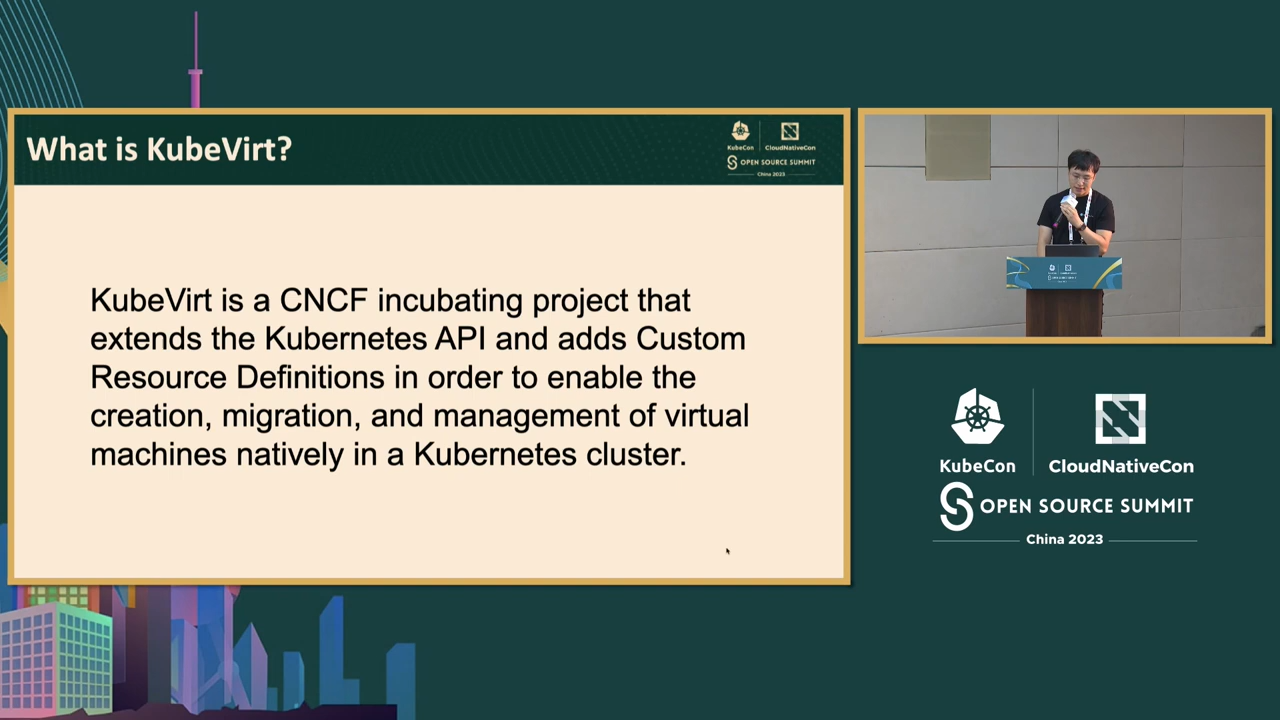 What is KubeVirt?
KubeCon
CloudNativeCon
OPEN SOURCE SUMMIT
China 2023
KubeVirt is a CNCF incubating project that
extends the Kubernetes API and adds Custom
Resource Definitions in order to enable the
creation, migration, and management of virtual
machines natively in a Kubernetes cluster.
KubeCon
CloudNativeCon
OPEN SOURCE SUMMIT
China 2023